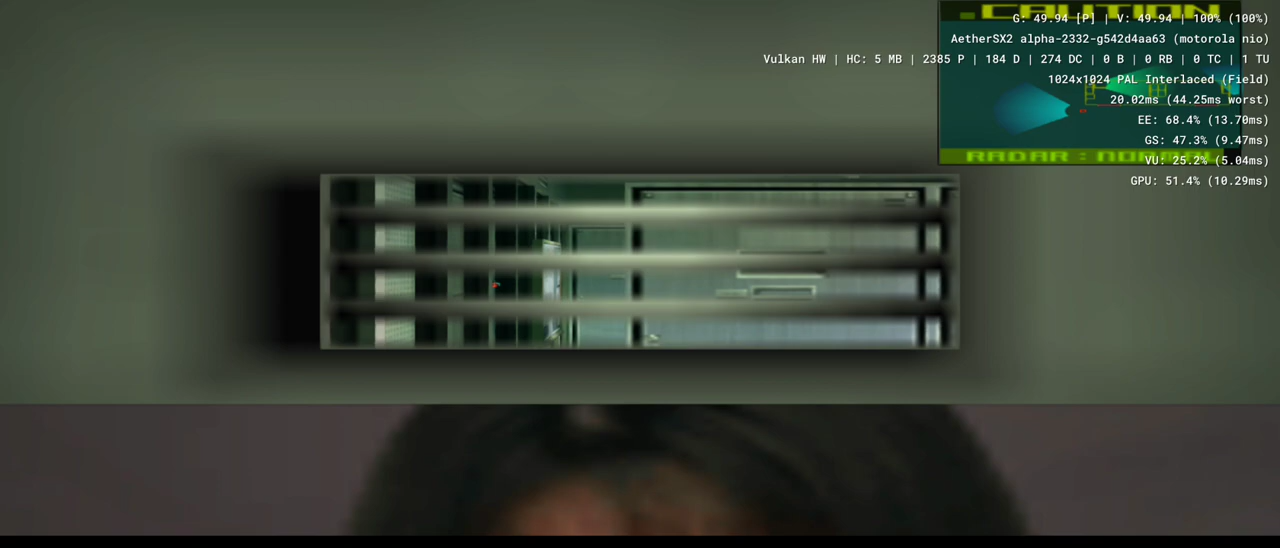 CAUTION
G: 49.94 [P] | V: 49.94 | 100% (100%)
AetherSX2 alpha-2332-g542d4aa63 (motorola nio)
Vulkan HW | HC: 5 MB | 2385 P | 184 D | 274 DC | 0 B | 0 RB | 0 TC | 1 TU
1024x1024 PAL Interlaced (Field)
20.02ms (44.25ms worst)
EE: 68.4% (13.70ms)
GS: 47.3% (9.47ms)
RADAR : NORMAL
VU: 25.2% (5.04ms)
GPU: 51.4% (10.29ms)